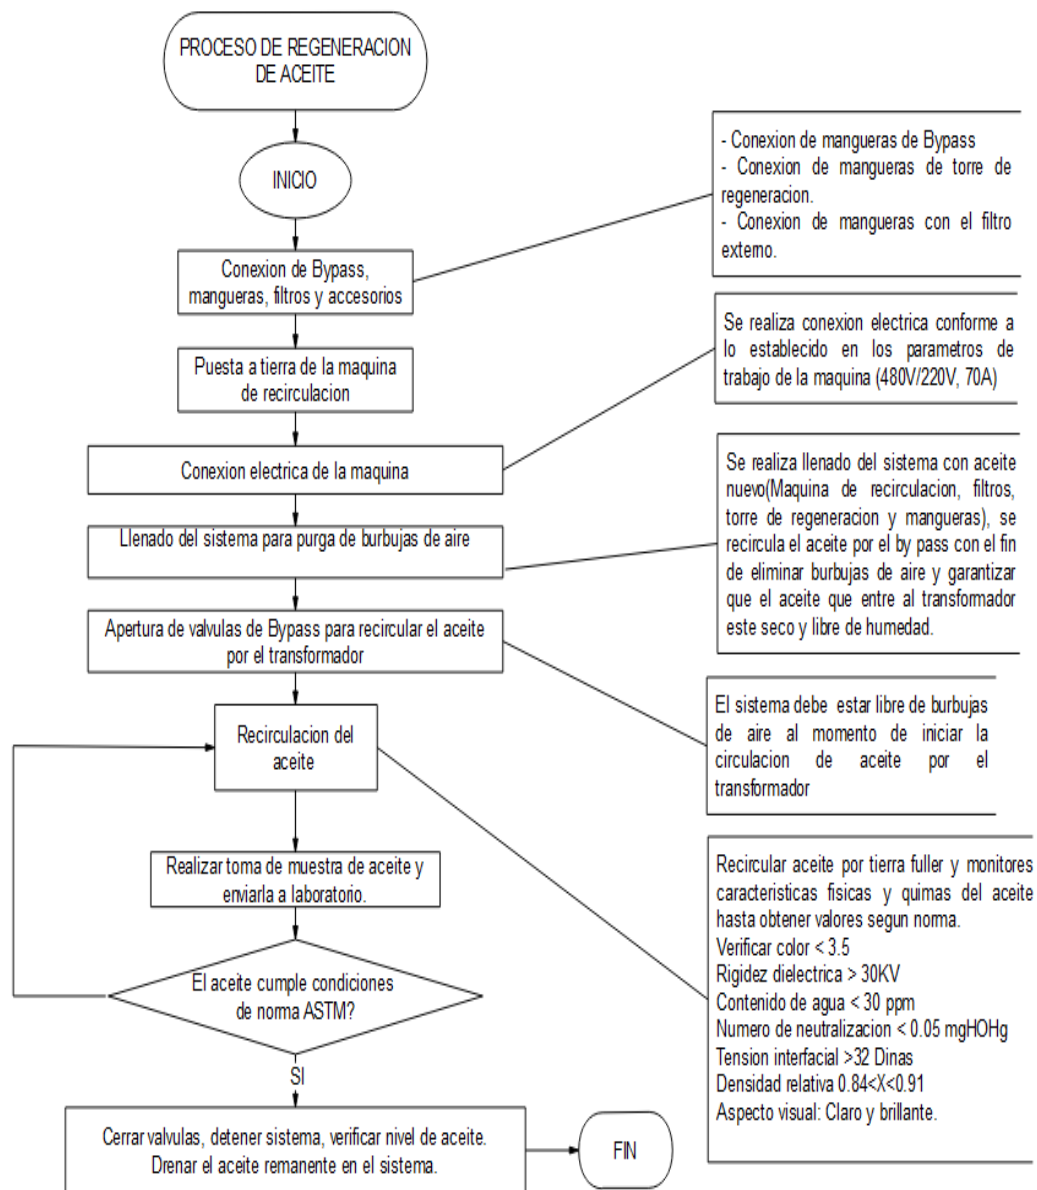 PROCESO DE REGENERACION
DE ACEITE
INICIO
- Conexion de mangueras de Bypass
- Conexion de mangueras de torre de
regeneracion.
- Conexion de mangueras con el filtro
externo.
Conexion de Bypass,
mangueras, filtros y accesorios
Se realiza conexion electrica conforme a
lo establecido en los parametros de
trabajo de la maquina (480V/220V, 70A)
Puesta a tierra de la maquina
de recirculacion
Conexion electrica de la maquina
Se realiza llenado del sistema con aceite
nuevo(Maquina de recirculacion, filtros,
torre de regeneracion y mangueras), se
recircula el aceite por el by pass con el fin
de eliminar burbujas de aire y garantizar
que el aceite que entre al transformador
este seco y libre de humedad.
Llenado del sistema para purga de burbujas de aire
Apertura de valvulas de Bypass para recircular el aceite
por el transformador
El sistema debe estar libre de burbujas
de aire al momento de iniciar la
circulacion de aceite por el
transformador
Recirculacion del
aceite
Recircular aceite por tierra fuller y monitores
caracteristicas fisicas y quimas del aceite
hasta obtener valores segun norma.
Verificar color < 3.5
Rigidez dielectrica > 30KV
Contenido de agua < 30 ppm
Numero de neutralizacion < 0.05 mgHOHg
Tension interfacial >32 Dinas
Densidad relativa 0.84<X<0.91
Aspecto visual: Claro y brillante.
Realizar toma de muestra de aceite y
enviarla a laboratorio.
El aceite cumple condiciones
de norma ASTM?
SI
Cerrar valvulas, detener sistema, verificar nivel de aceite.
Drenar el aceite remanente en el sistema.
FIN